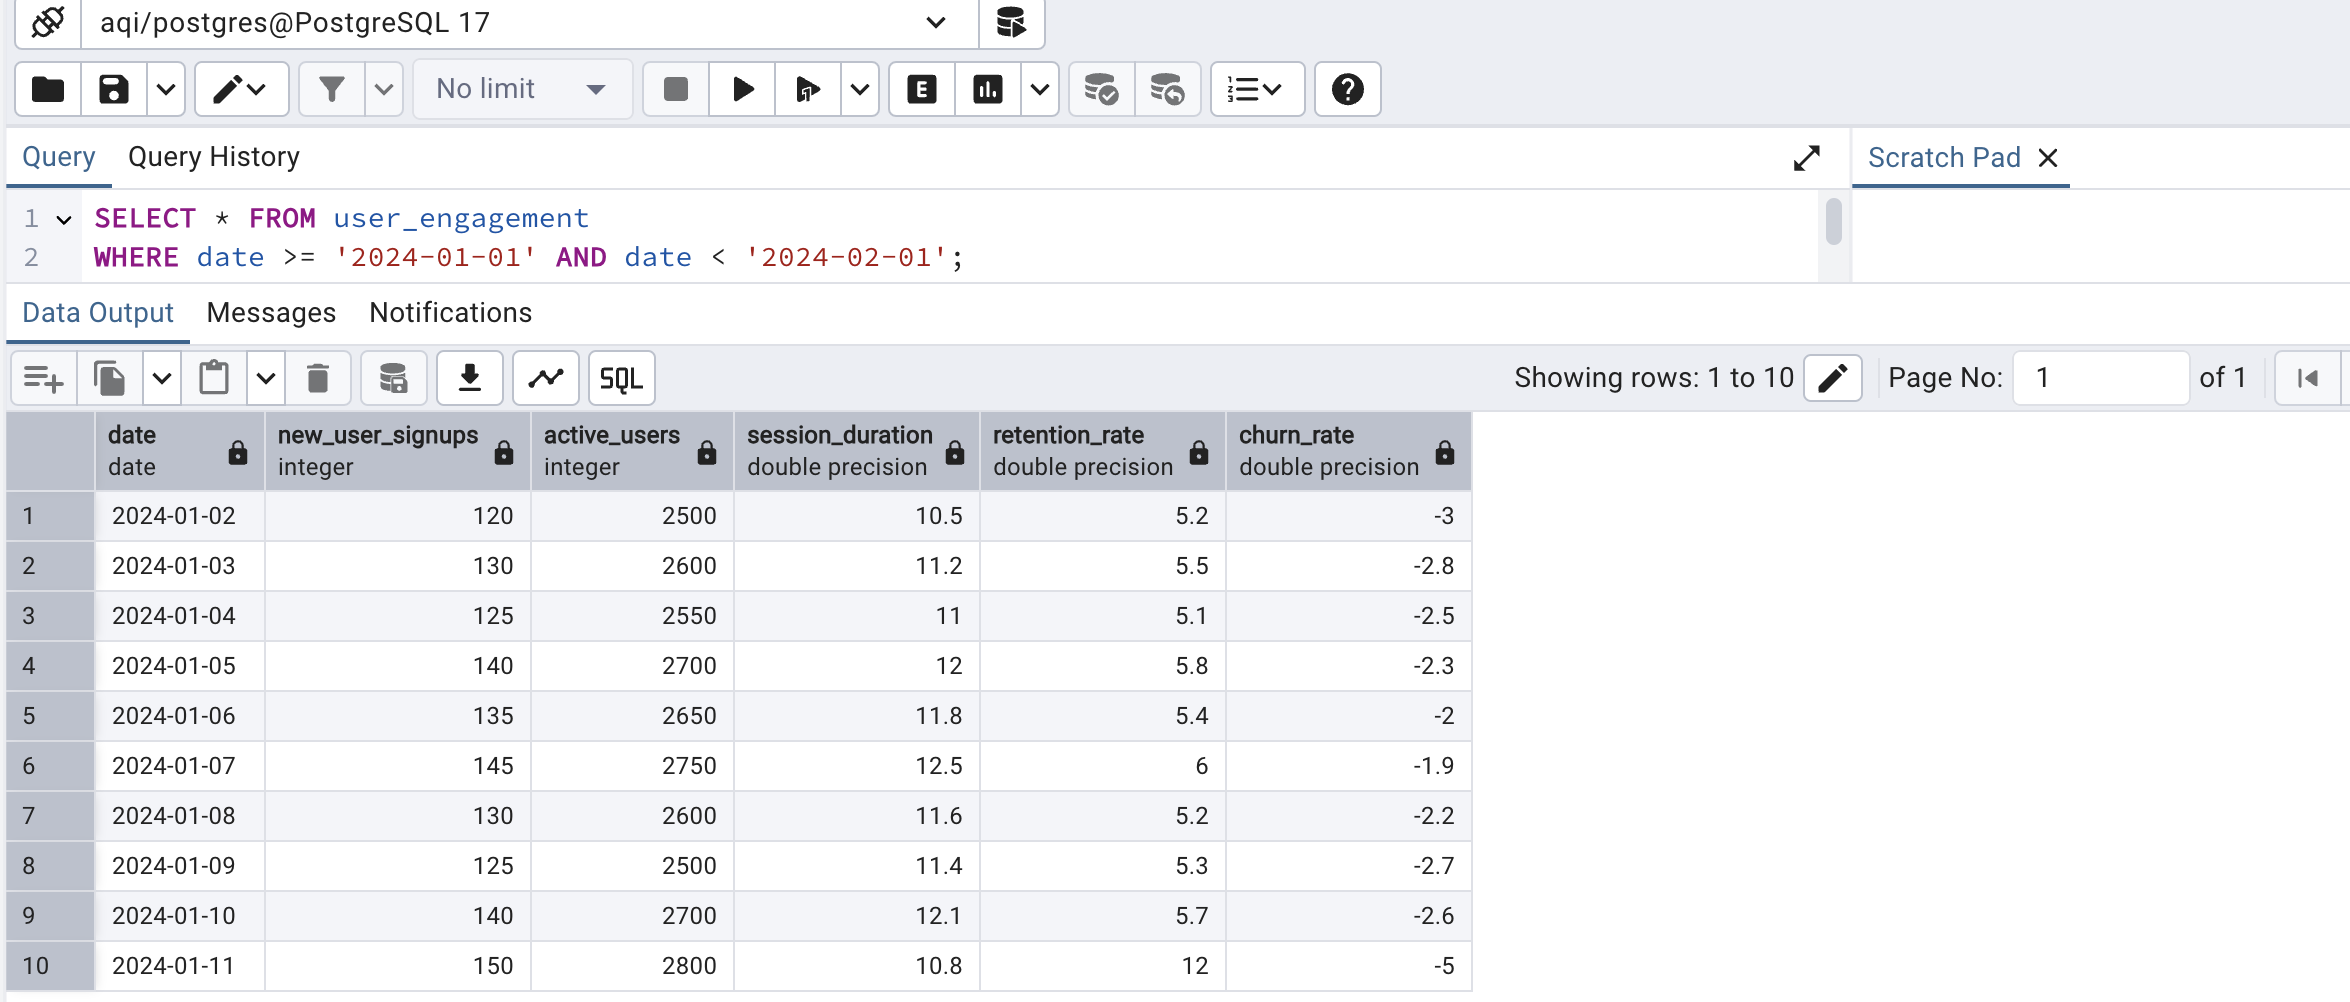 aqi/postgres@PostgreSQL 17
No limit
E
Query Query History Scratch Pad
1 SELECT * FROM user_engagement
2 WHERE date >= '2024-01-01' AND date < '2024-02-01';
Data Output Messages Notifications
SQL Showing rows: 1 to 10 Page No: 1 of 1
date new_user_signups active_users session_duration retention_rate churn_rate
date integer integer double precision double precision double precision
1 2024-01-02 120 2500 10.5 5.2 -3
2 2024-01-03 130 2600 11.2 5.5 -2.8
3 2024-01-04 125 2550 11 5.1 -2.5
4 2024-01-05 140 2700 12 5.8 -2.3
5 2024-01-06 135 2650 11.8 5.4 -2
6 2024-01-07 145 2750 12.5 6 -1.9
7 2024-01-08 130 2600 11.6 5.2 -2.2
8 2024-01-09 125 2500 11.4 5.3 -2.7
9 2024-01-10 140 2700 12.1 5.7 -2.6
10 2024-01-11 150 2800 10.8 12 -5